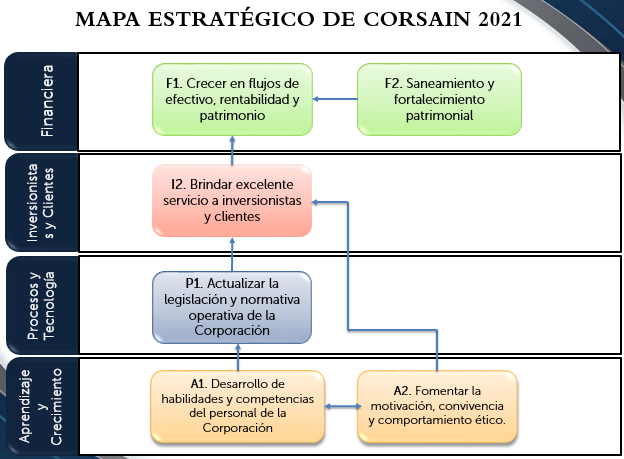 MAPA ESTRATÉGICO DE CORSAIN 2021
Financiera
F1. Crecer en flujos de
efectivo, rentabilidad y
patrimonio
F2. Saneamiento y
fortalecimiento
patrimonial
Inversionista
s y Clientes
I2. Brindar excelente
servicio a inversionistas
y clientes
Procesos y
Tecnología
P1. Actualizar la
legislación y normativa
operativa de la
Corporación
Aprendizaje
y
Crecimiento
A1. Desarrollo de
habilidades y competencias
del personal de la
Corporación
A2. Fomentar la
motivación, convivencia
y comportamiento ético.